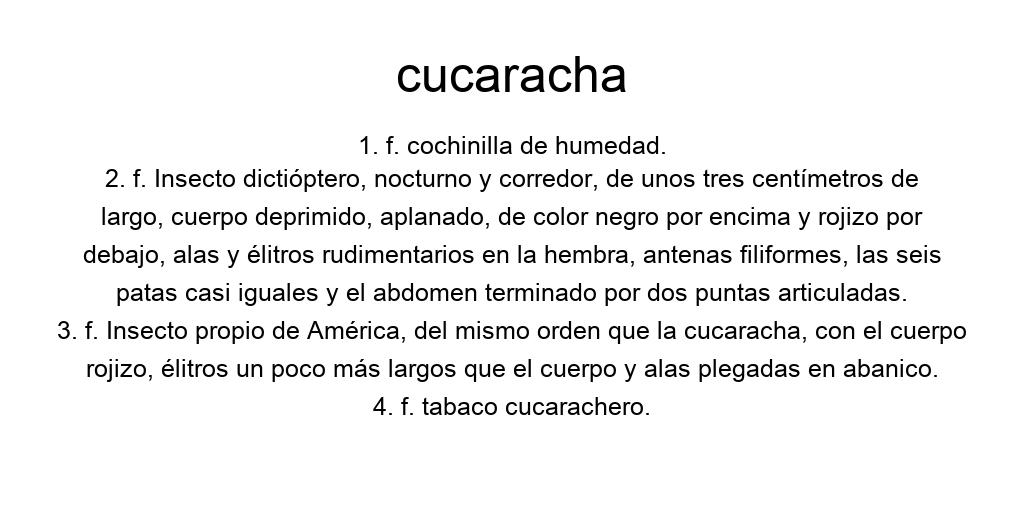 cucaracha
1. f. cochinilla de humedad.
2. f. Insecto dictióptero, nocturno y corredor, de unos tres centímetros de
largo, cuerpo deprimido, aplanado, de color negro por encima y rojizo por
debajo, alas y élitros rudimentarios en la hembra, antenas filiformes, las seis
patas casi iguales y el abdomen terminado por dos puntas articuladas.
3. f. Insecto propio de América, del mismo orden que la cucaracha, con el cuerpo
rojizo, élitros un poco más largos que el cuerpo y alas plegadas en abanico.
4. f. tabaco cucarachero.